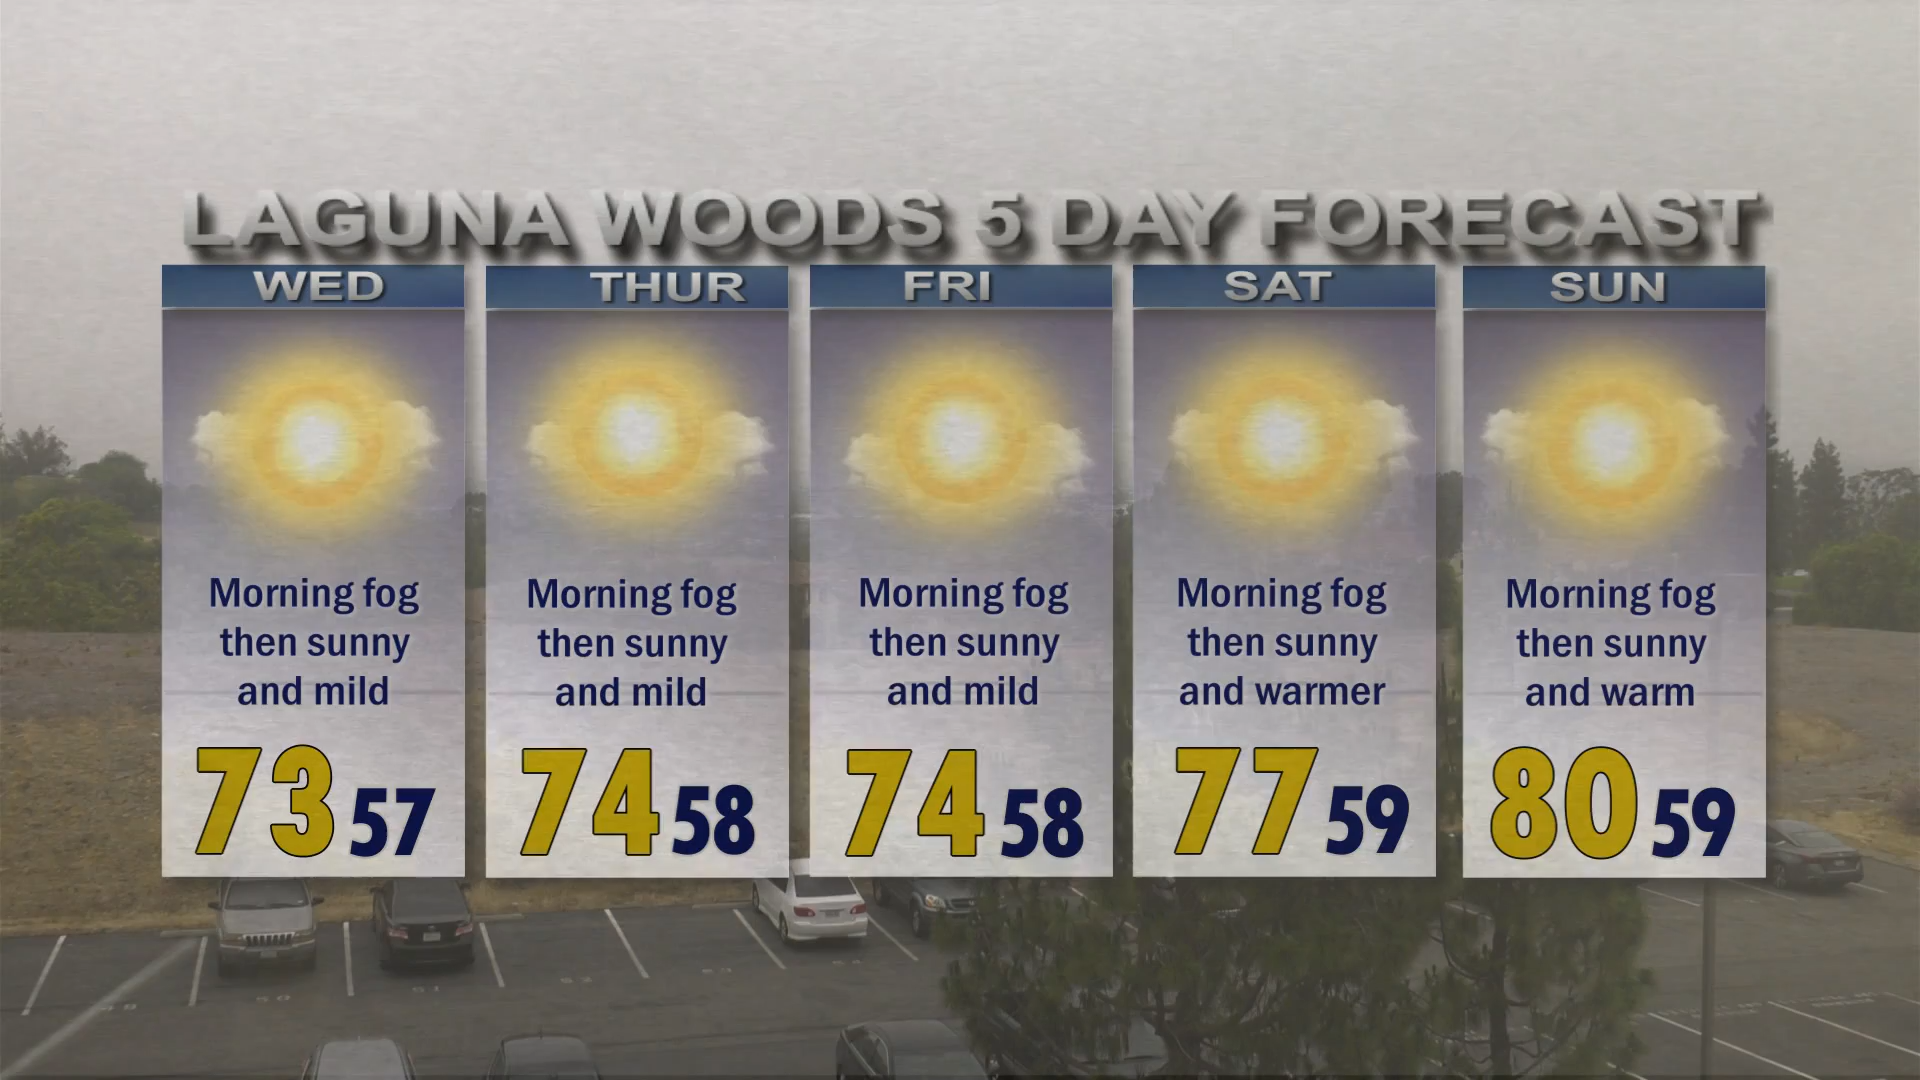 LAGUNA WOODS 5 DAY FORECAST
WED
Morning fog
then sunny
and mild
73 57
THUR
Morning fog
then sunny
and mild
74 58
FRI
Morning fog
then sunny
and mild
74 58
SAT
Morning fog
then sunny
and warmer
77 59
SUN
Morning fog
then sunny
and warm
80 59